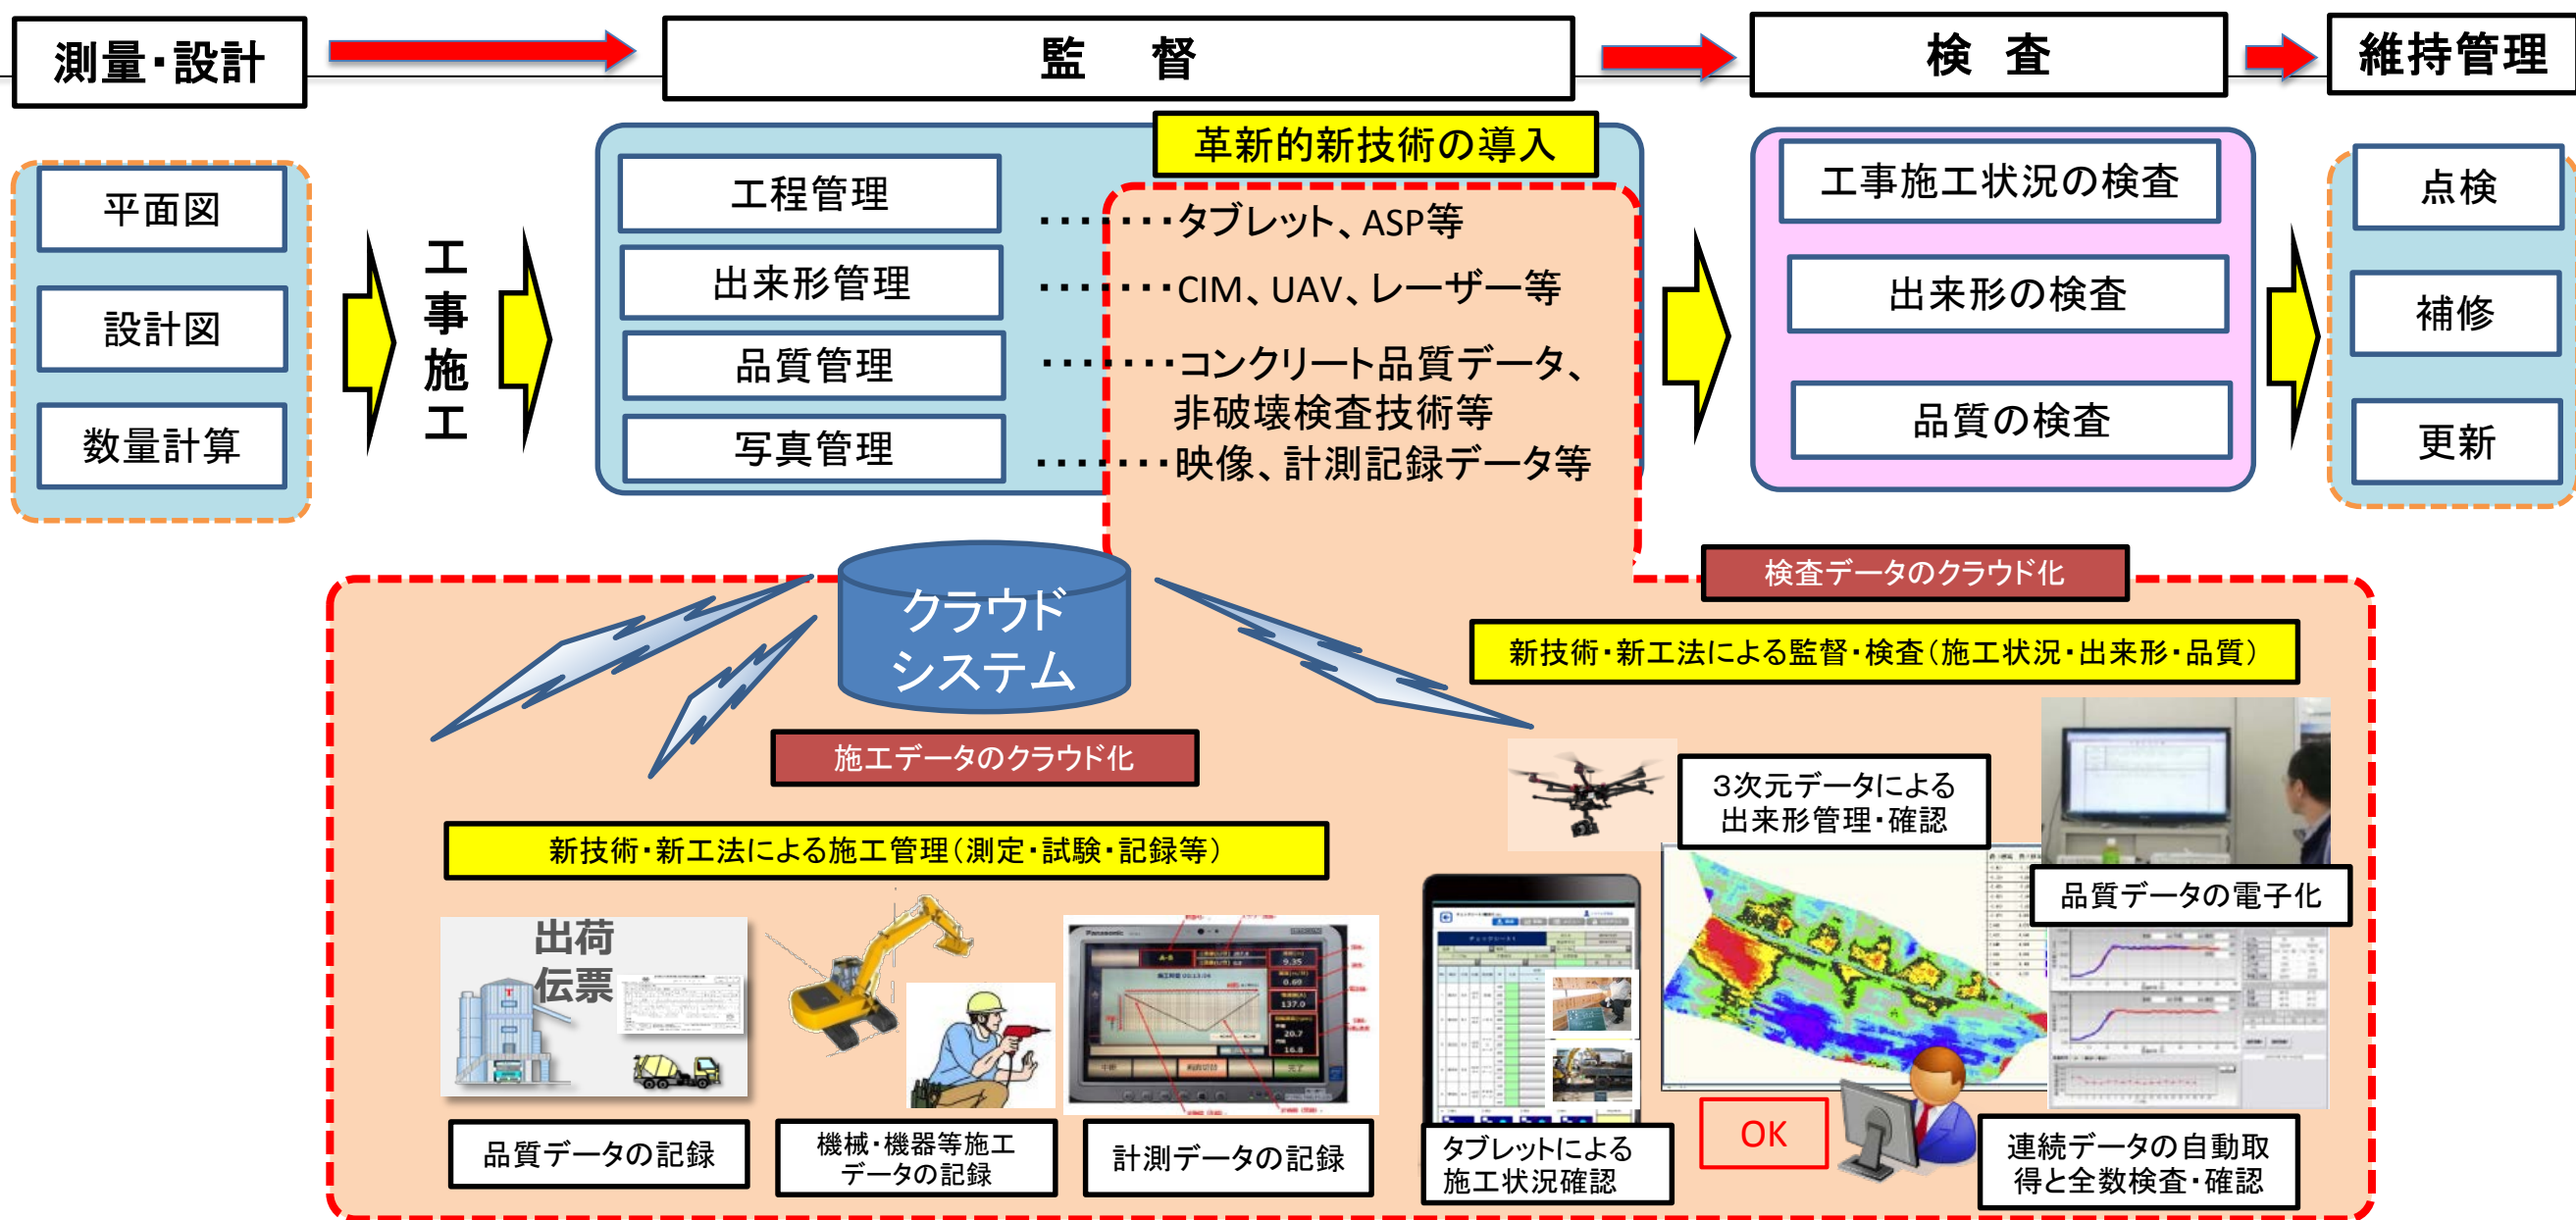 測量・設計
監 督
検 査
維持管理
平面図
設計図
数量計算
工事施工
革新的新技術の導入
工程管理
・・・・・・・タブレット、ASP等
出来形管理
・・・・・・・CIM、UAV、レーザー等
品質管理
・・・・・・・コンクリート品質データ、
非破壊検査技術等
写真管理
・・・・・・・映像、計測記録データ等
工事施工状況の検査
出来形の検査
品質の検査
点検
補修
更新
クラウド
システム
検査データのクラウド化
新技術・新工法による監督・検査(施工状況・出来形・品質)
施工データのクラウド化
新技術・新工法による施工管理(測定・試験・記録等)
出荷
伝票
品質データの記録
機械・機器等施工
データの記録
Panasonic
9.35
0.69
137.0
20.7
16.8
計測データの記録
3次元データによる
出来形管理・確認
品質データの電子化
タブレットによる
施工状況確認
OK
連続データの自動取
得と全数検査・確認